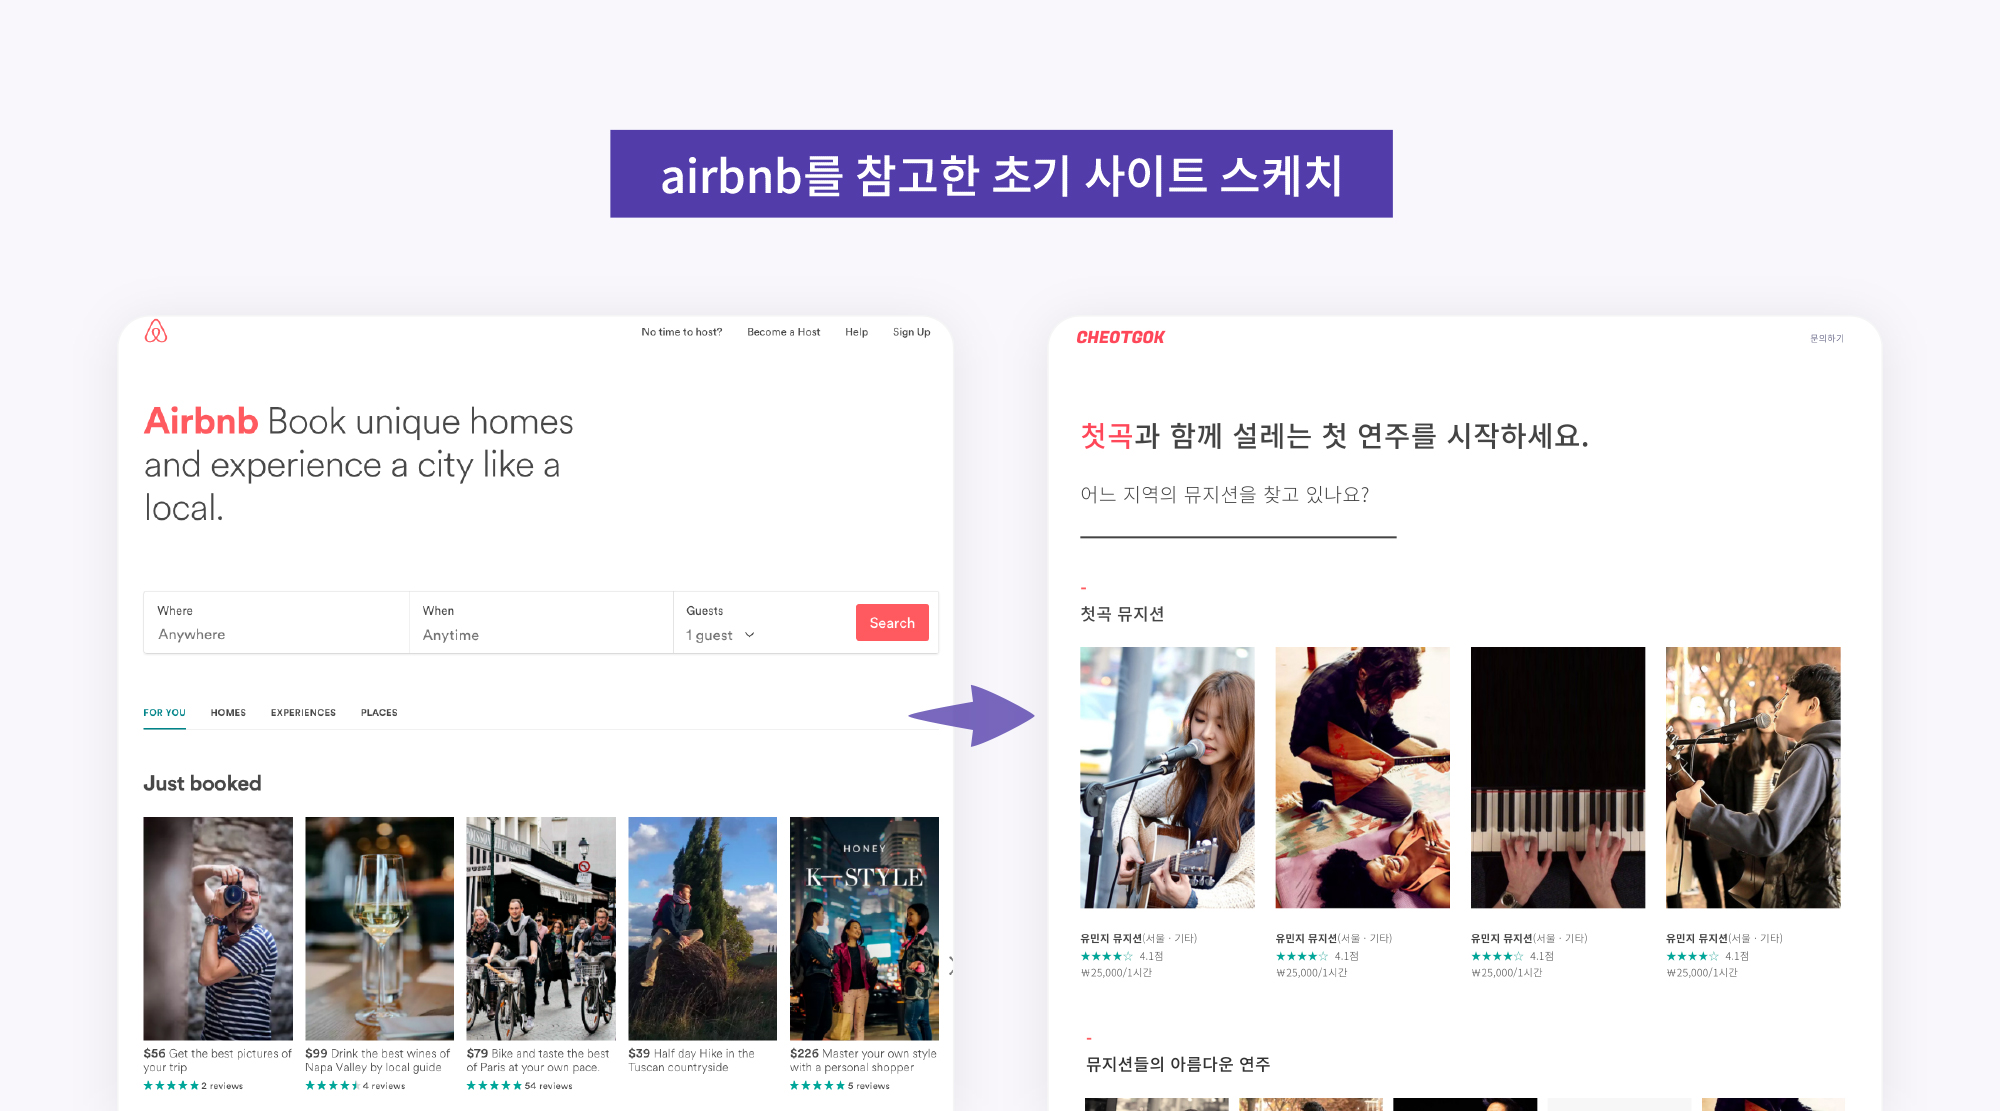 airbnb를 참고한 초기 사이트 스케치
No time to host? Become a Host Help Sign Up
Airbnb Book unique homes
and experience a city like a
local.
Where When Guests
Anywhere Anytime 1 guest Search
FOR YOU HOMES EXPERIENCES PLACES
Just booked
HONEY
K—STYLE
$56 Get the best pictures of
your trip
★★★★★ 2 reviews
$99 Drink the best wines of
Napa Valley by local guide
4 reviews
$79 Bike and taste the best
of Paris at your own pace.
★★★★★ 54 reviews
$39 Half day Hike in the
Tuscan countryside
$226 Master your own style
with a personal shopper
★★★★★ 5 reviews
CHEOTGOK 문의하기
첫곡과 함께 설레는 첫 연주를 시작하세요.
어느 지역의 뮤지션을 찾고 있나요?
-
첫곡 뮤지션
유민지 뮤지션(서울 · 기타)
★★★★☆ 4.1점
₩25,000/1시간
유민지 뮤지션(서울 · 기타)
★★★★☆ 4.1점
₩25,000/1시간
유민지 뮤지션(서울 · 기타)
★★★★☆ 4.1점
₩25,000/1시간
유민지 뮤지션(서울 · 기타)
★★★★☆ 4.1점
₩25,000/1시간
-
뮤지션들의 아름다운 연주